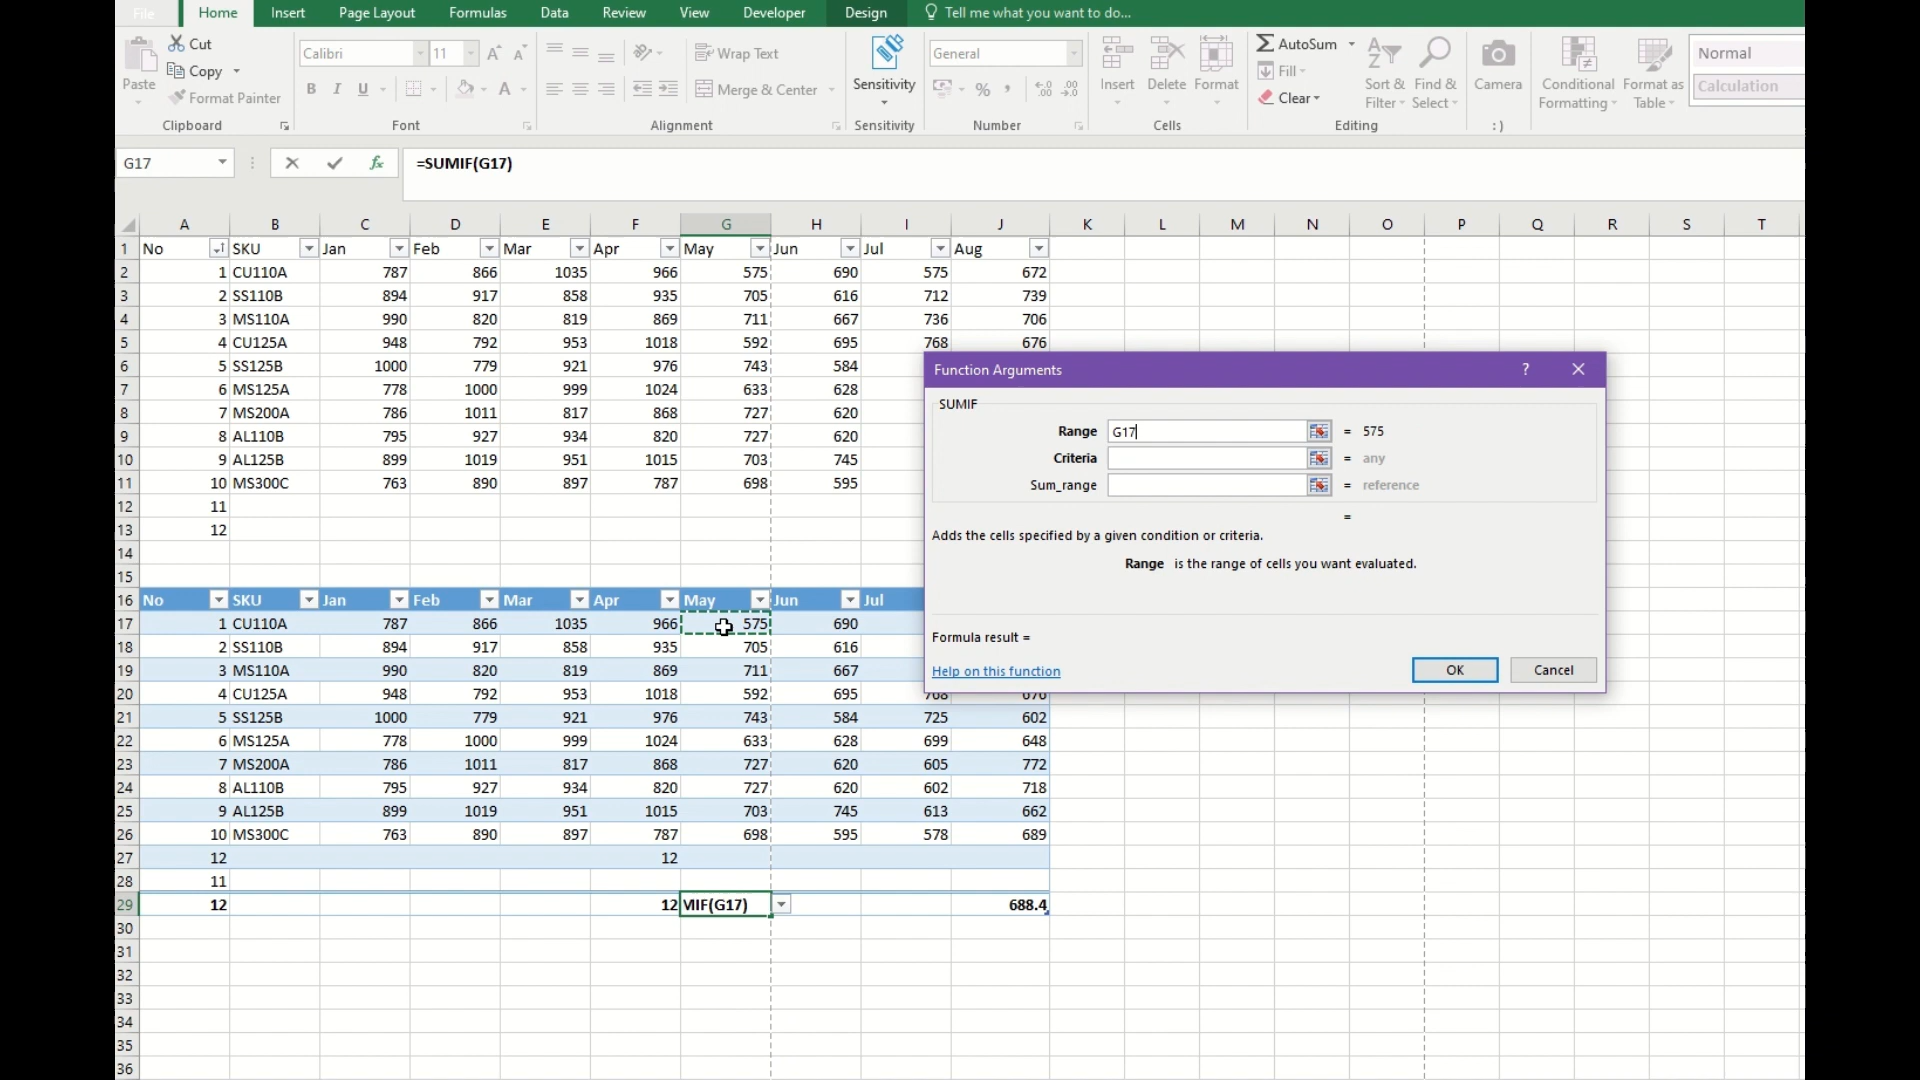 File Home Insert Page Layout Formulas Data Review View Developer Design Tell me what you want to do...
Paste Cut Copy Format Painter
Clipboard
Calibri 11
B I U A
Font
Wrap Text
Merge & Center
Alignment
Sensitivity
Sensitivity
General
%
Number
Insert Delete Format
Cells
AutoSum
Fill
Clear
Sort & Filter
Find & Select
Editing
Camera
:)
Conditional Formatting
Format as Table
Normal
Calculation
G17 fx =SUMIF(G17)
A B C D E F G H I J K L M N O P Q R S T
1 No SKU Jan Feb Mar Apr May Jun Jul Aug
2 1 CU110A 787 866 1035 966 575 690 575 672
3 2 SS110B 894 917 858 935 705 616 712 739
4 3 MS110A 990 820 819 869 711 667 736 706
5 4 CU125A 948 792 953 1018 592 695 768 676
6 5 SS125B 1000 779 921 976 743 584
7 6 MS125A 778 1000 999 1024 633 628
8 7 MS200A 786 1011 817 868 727 620
9 8 AL110B 795 927 934 820 727 620
10 9 AL125B 899 1019 951 1015 703 745
11 10 MS300C 763 890 897 787 698 595
12 11
13 12
14
15
16 No SKU Jan Feb Mar Apr May Jun Jul
17 1 CU110A 787 866 1035 966 575 690
18 2 SS110B 894 917 858 935 705 616
19 3 MS110A 990 820 819 869 711 667
20 4 CU125A 948 792 953 1018 592 695 768 676
21 5 SS125B 1000 779 921 976 743 584 725 602
22 6 MS125A 778 1000 999 1024 633 628 699 648
23 7 MS200A 786 1011 817 868 727 620 605 772
24 8 AL110B 795 927 934 820 727 620 602 718
25 9 AL125B 899 1019 951 1015 703 745 613 662
26 10 MS300C 763 890 897 787 698 595 578 689
27 12 12
28 11
29 12 12 MIF(G17) 688.4
30
31
32
33
34
35
36
Function Arguments ?
SUMIF
Range G17 = 575
Criteria = any
Sum_range = reference
=
Adds the cells specified by a given condition or criteria.
Range is the range of cells you want evaluated.
Formula result =
Help on this function OK Cancel